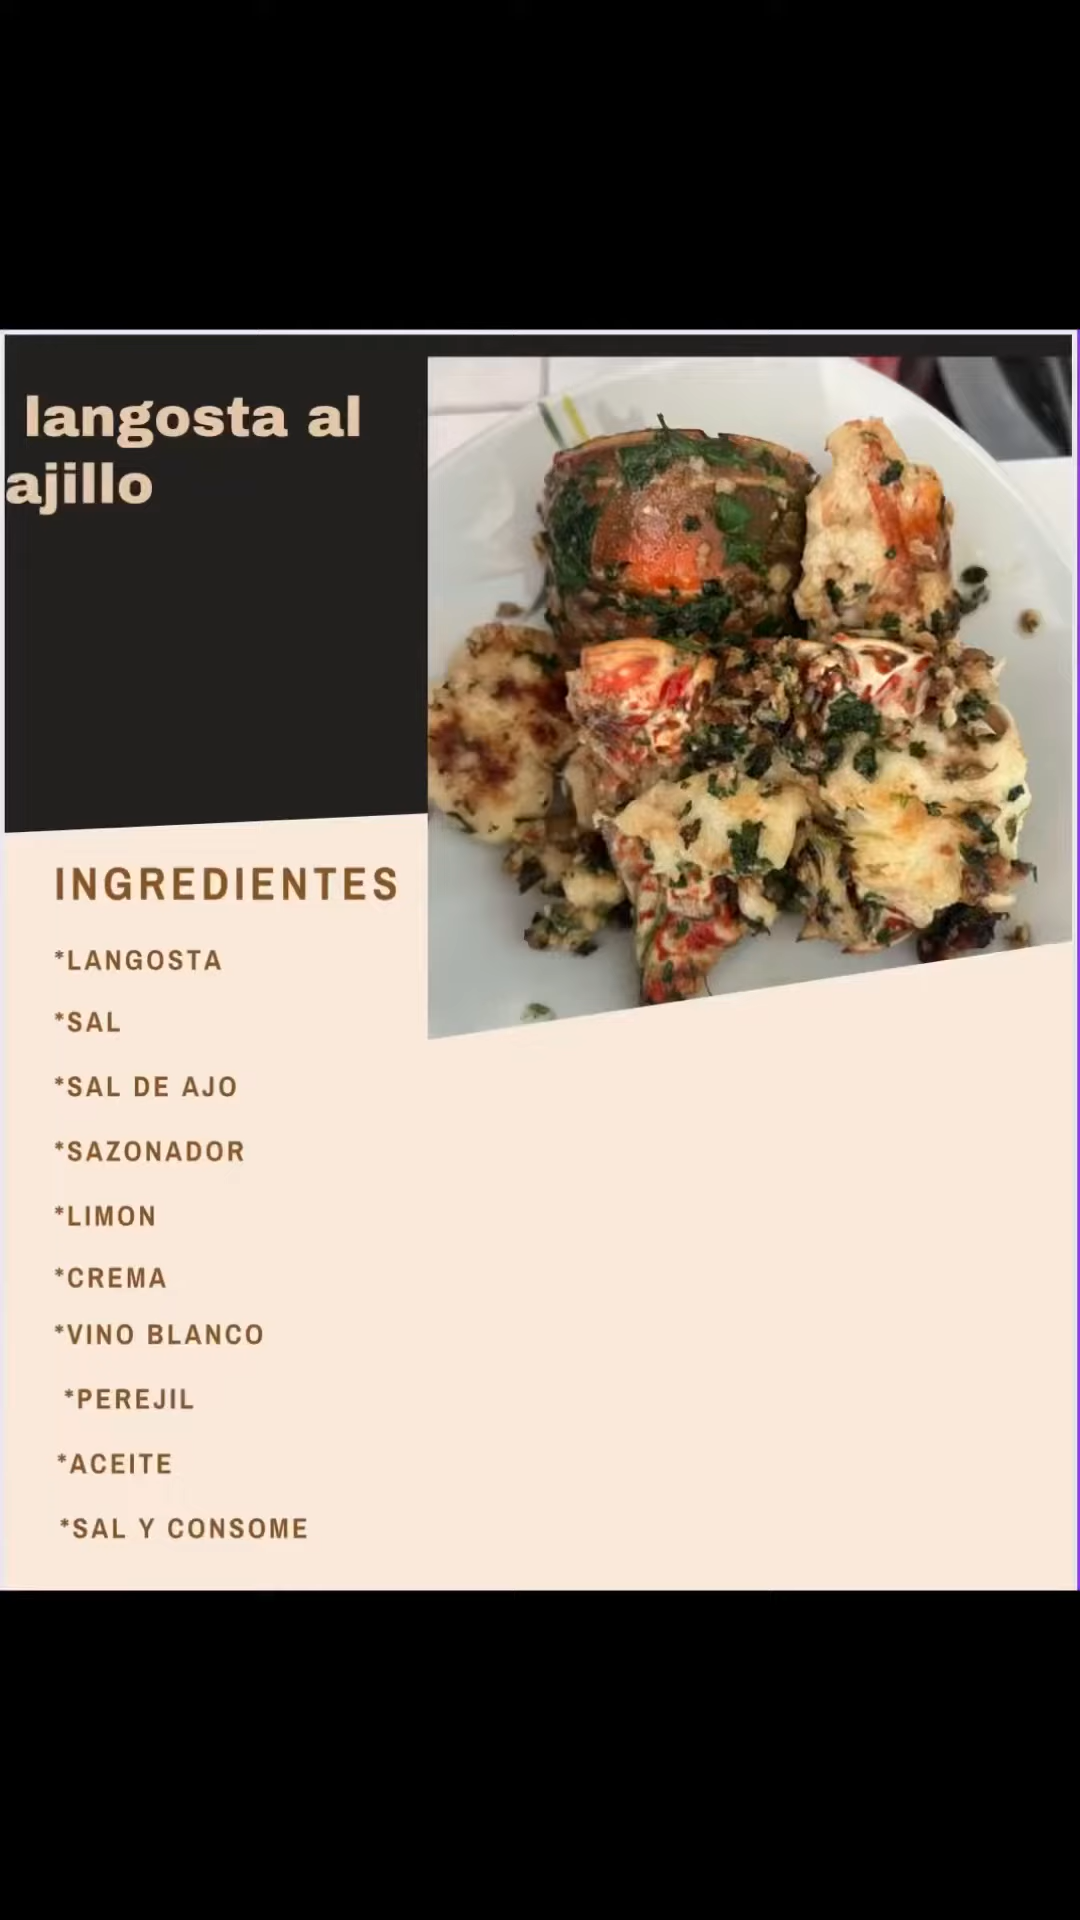 langosta al
ajillo
INGREDIENTES
*LANGOSTA
*SAL
*SAL DE AJO
*SAZONADOR
*LIMON
*CREMA
*VINO BLANCO
*PEREJIL
*ACEITE
*SAL Y CONSOME